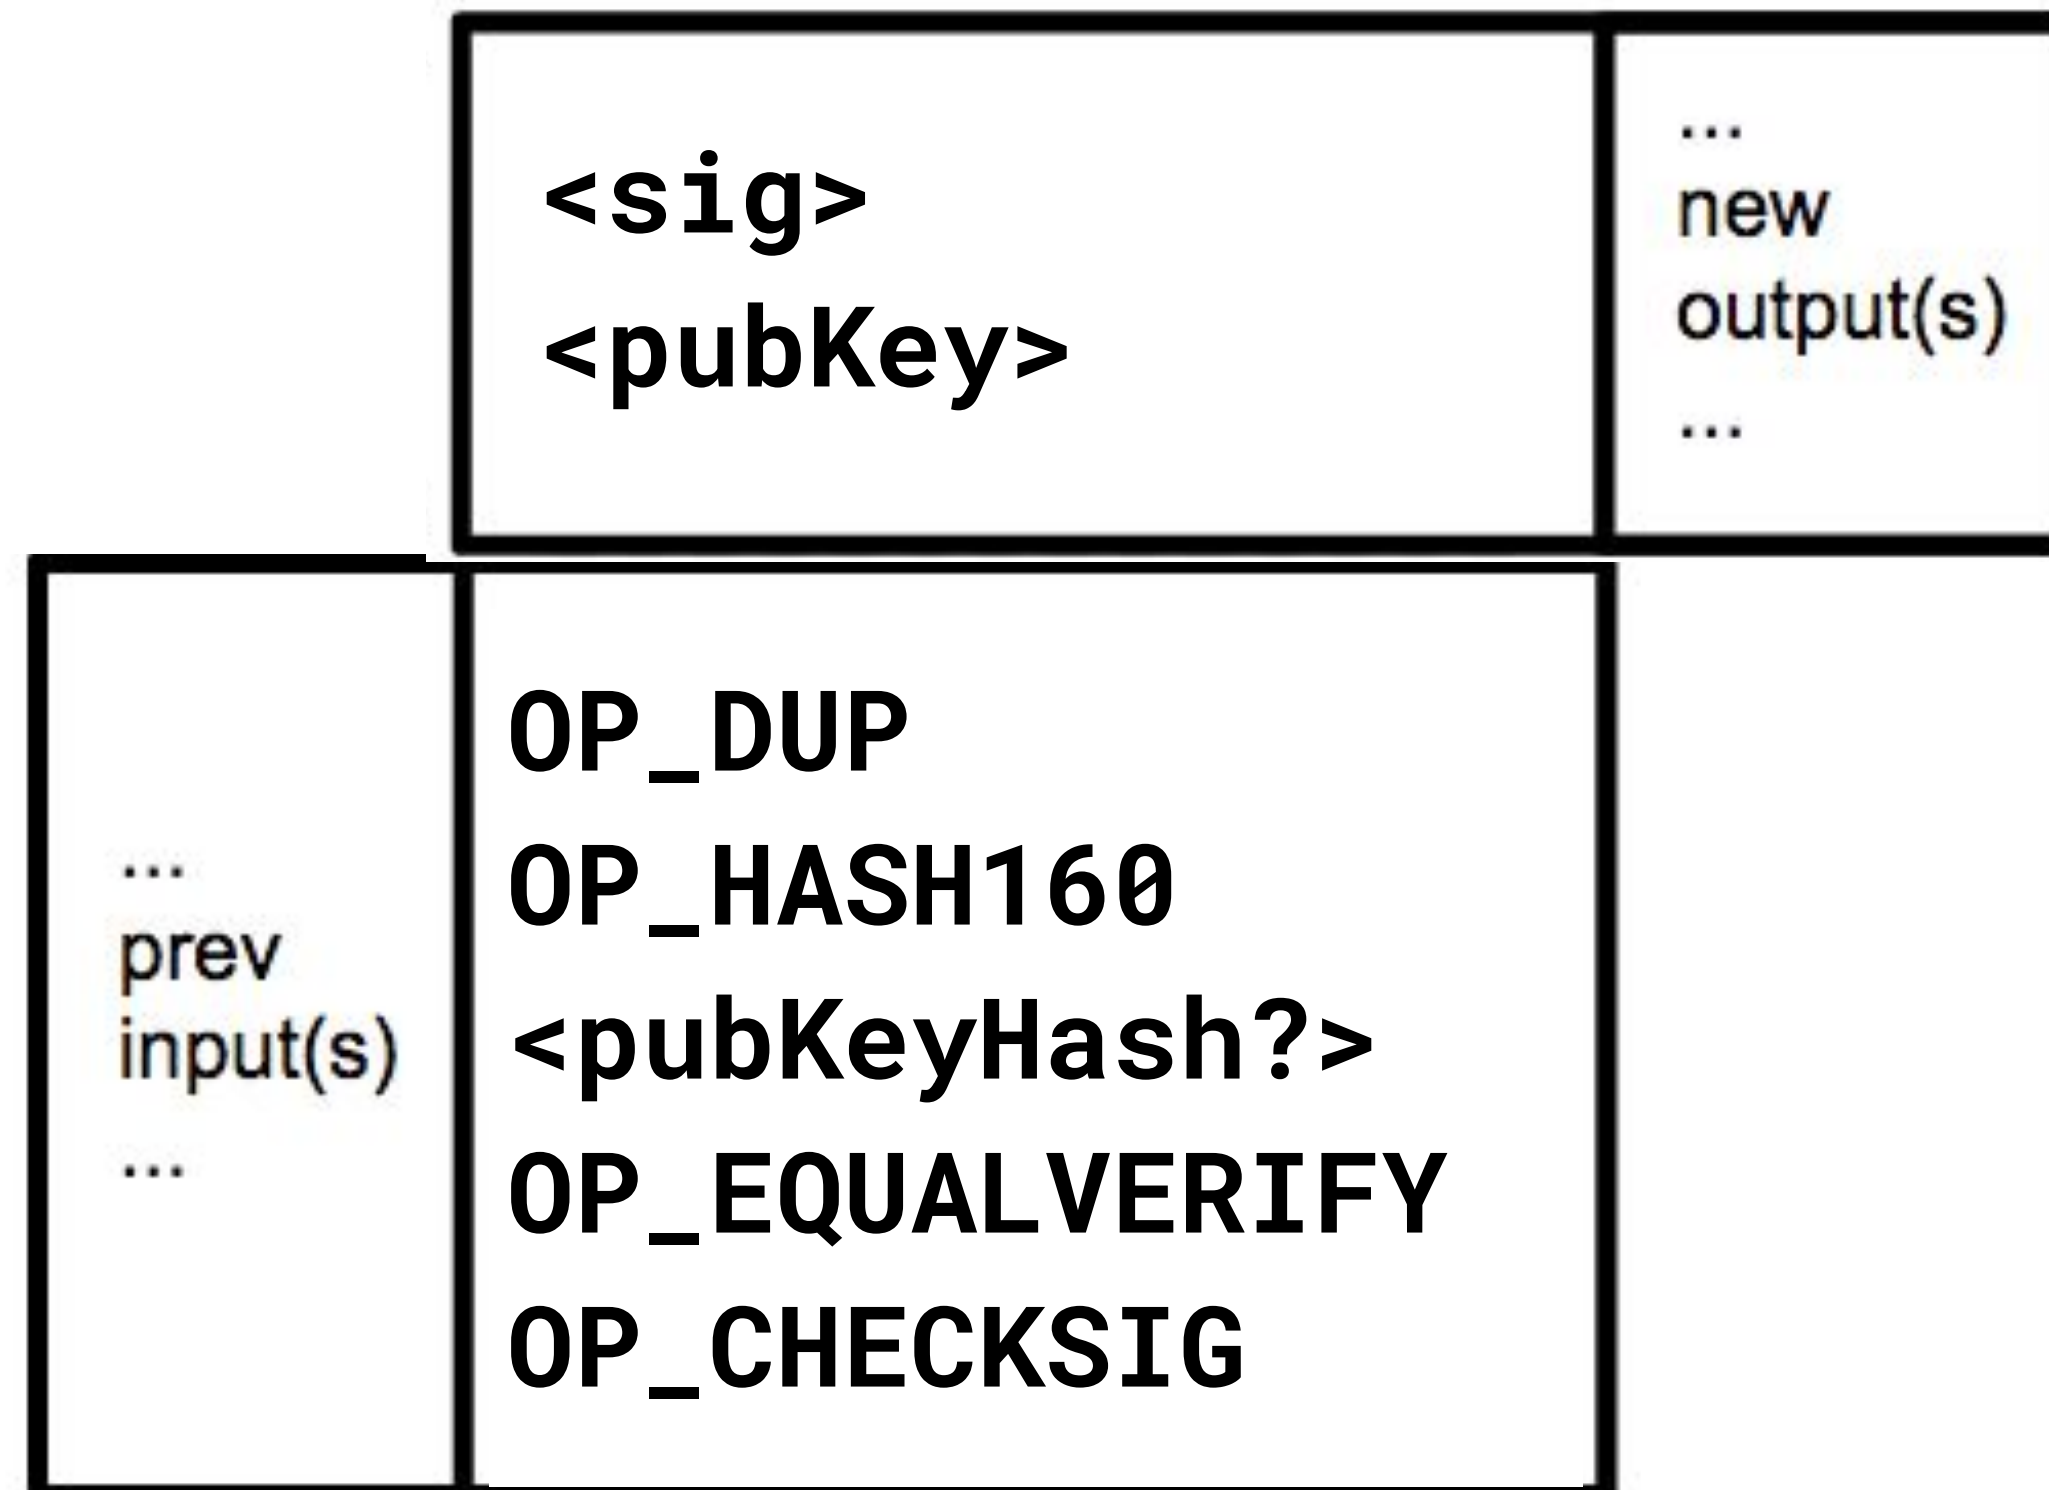 <sig>
<pubKey>
...
new
output(s)
...
...
prev
input(s)
...
OP_DUP
OP_HASH160
<pubKeyHash?>
OP_EQUALVERIFY
OP_CHECKSIG